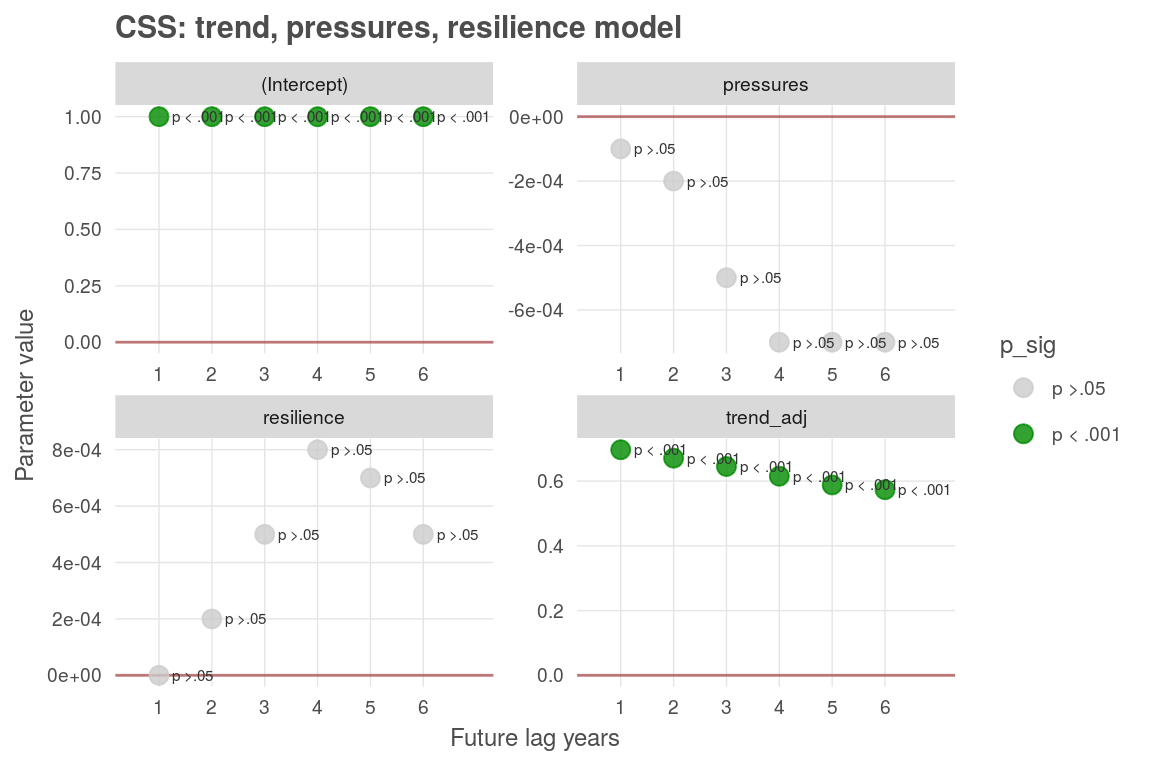 CSS: trend, pressures, resilience model
Parameter value
(Intercept)
1.00
0.75
0.50
0.25
0.00
p < .001
p < .001
p < .001
p < .001
p < .001
p < .001
1 2 3 4 5 6
pressures
0e+00
-2e-04
-4e-04
-6e-04
p >.05
p >.05
p >.05
p >.05
p >.05
p >.05
1 2 3 4 5 6
resilience
8e-04
6e-04
4e-04
2e-04
0e+00
p >.05
p >.05
p >.05
p >.05
p >.05
p >.05
1 2 3 4 5 6
trend_adj
0.6
0.4
0.2
0.0
p < .001
p < .001
p < .001
p < .001
p < .001
p < .001
1 2 3 4 5 6
Future lag years
p_sig
p >.05
p < .001